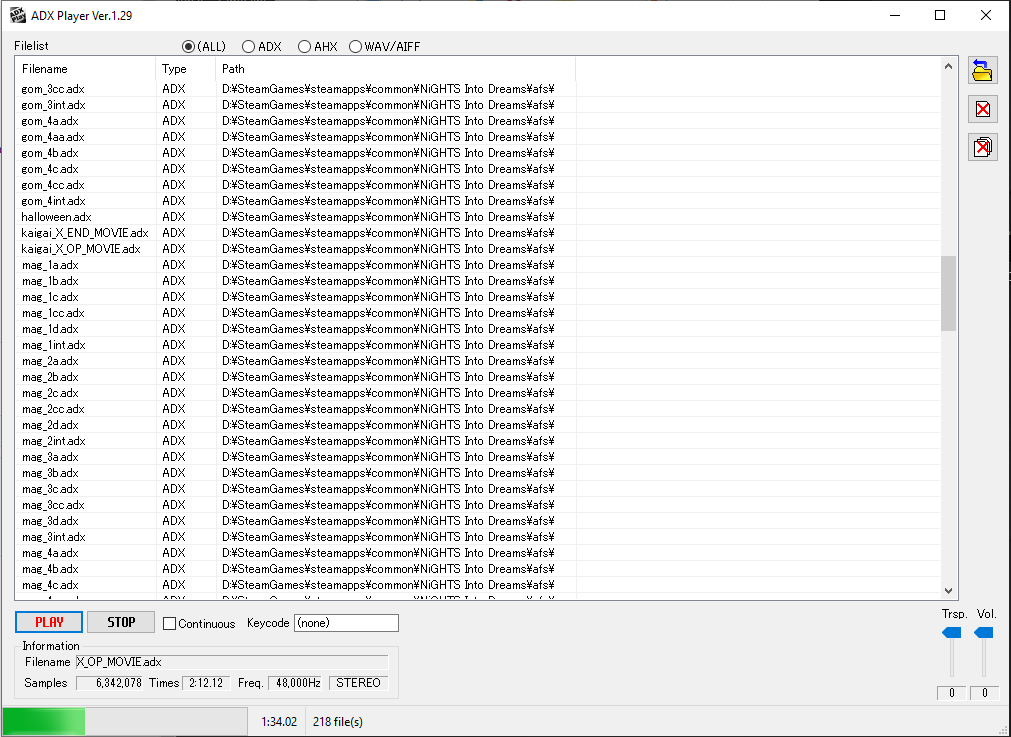 ADX Player Ver.1.29
Filelist (ALL) ADX AHX WAV/AIFF
Filename Type Path
gom_3cc.adx ADX D:¥SteamGames¥steamapps¥common¥NiGHTS Into Dreams¥afs¥
gom_3int.adx ADX D:¥SteamGames¥steamapps¥common¥NiGHTS Into Dreams¥afs¥
gom_4a.adx ADX D:¥SteamGames¥steamapps¥common¥NiGHTS Into Dreams¥afs¥
gom_4aa.adx ADX D:¥SteamGames¥steamapps¥common¥NiGHTS Into Dreams¥afs¥
gom_4b.adx ADX D:¥SteamGames¥steamapps¥common¥NiGHTS Into Dreams¥afs¥
gom_4c.adx ADX D:¥SteamGames¥steamapps¥common¥NiGHTS Into Dreams¥afs¥
gom_4cc.adx ADX D:¥SteamGames¥steamapps¥common¥NiGHTS Into Dreams¥afs¥
gom_4int.adx ADX D:¥SteamGames¥steamapps¥common¥NiGHTS Into Dreams¥afs¥
halloween.adx ADX D:¥SteamGames¥steamapps¥common¥NiGHTS Into Dreams¥afs¥
kaigai_X_END_MOVIE.adx ADX D:¥SteamGames¥steamapps¥common¥NiGHTS Into Dreams¥afs¥
kaigai_X_OP_MOVIE.adx ADX D:¥SteamGames¥steamapps¥common¥NiGHTS Into Dreams¥afs¥
mag_1a.adx ADX D:¥SteamGames¥steamapps¥common¥NiGHTS Into Dreams¥afs¥
mag_1b.adx ADX D:¥SteamGames¥steamapps¥common¥NiGHTS Into Dreams¥afs¥
mag_1c.adx ADX D:¥SteamGames¥steamapps¥common¥NiGHTS Into Dreams¥afs¥
mag_1cc.adx ADX D:¥SteamGames¥steamapps¥common¥NiGHTS Into Dreams¥afs¥
mag_1d.adx ADX D:¥SteamGames¥steamapps¥common¥NiGHTS Into Dreams¥afs¥
mag_1int.adx ADX D:¥SteamGames¥steamapps¥common¥NiGHTS Into Dreams¥afs¥
mag_2a.adx ADX D:¥SteamGames¥steamapps¥common¥NiGHTS Into Dreams¥afs¥
mag_2b.adx ADX D:¥SteamGames¥steamapps¥common¥NiGHTS Into Dreams¥afs¥
mag_2c.adx ADX D:¥SteamGames¥steamapps¥common¥NiGHTS Into Dreams¥afs¥
mag_2cc.adx ADX D:¥SteamGames¥steamapps¥common¥NiGHTS Into Dreams¥afs¥
mag_2d.adx ADX D:¥SteamGames¥steamapps¥common¥NiGHTS Into Dreams¥afs¥
mag_2int.adx ADX D:¥SteamGames¥steamapps¥common¥NiGHTS Into Dreams¥afs¥
mag_3a.adx ADX D:¥SteamGames¥steamapps¥common¥NiGHTS Into Dreams¥afs¥
mag_3b.adx ADX D:¥SteamGames¥steamapps¥common¥NiGHTS Into Dreams¥afs¥
mag_3c.adx ADX D:¥SteamGames¥steamapps¥common¥NiGHTS Into Dreams¥afs¥
mag_3cc.adx ADX D:¥SteamGames¥steamapps¥common¥NiGHTS Into Dreams¥afs¥
mag_3d.adx ADX D:¥SteamGames¥steamapps¥common¥NiGHTS Into Dreams¥afs¥
mag_3int.adx ADX D:¥SteamGames¥steamapps¥common¥NiGHTS Into Dreams¥afs¥
mag_4a.adx ADX D:¥SteamGames¥steamapps¥common¥NiGHTS Into Dreams¥afs¥
mag_4b.adx ADX D:¥SteamGames¥steamapps¥common¥NiGHTS Into Dreams¥afs¥
mag_4c.adx ADX D:¥SteamGames¥steamapps¥common¥NiGHTS Into Dreams¥afs¥
PLAY STOP Continuous Keycode (none) Trsp. Vol.
Information
Filename X_OP_MOVIE.adx
Samples 6,342,078 Times 2:12.12 Freq. 48,000Hz STEREO 0 0
1:34.02 218 file(s)